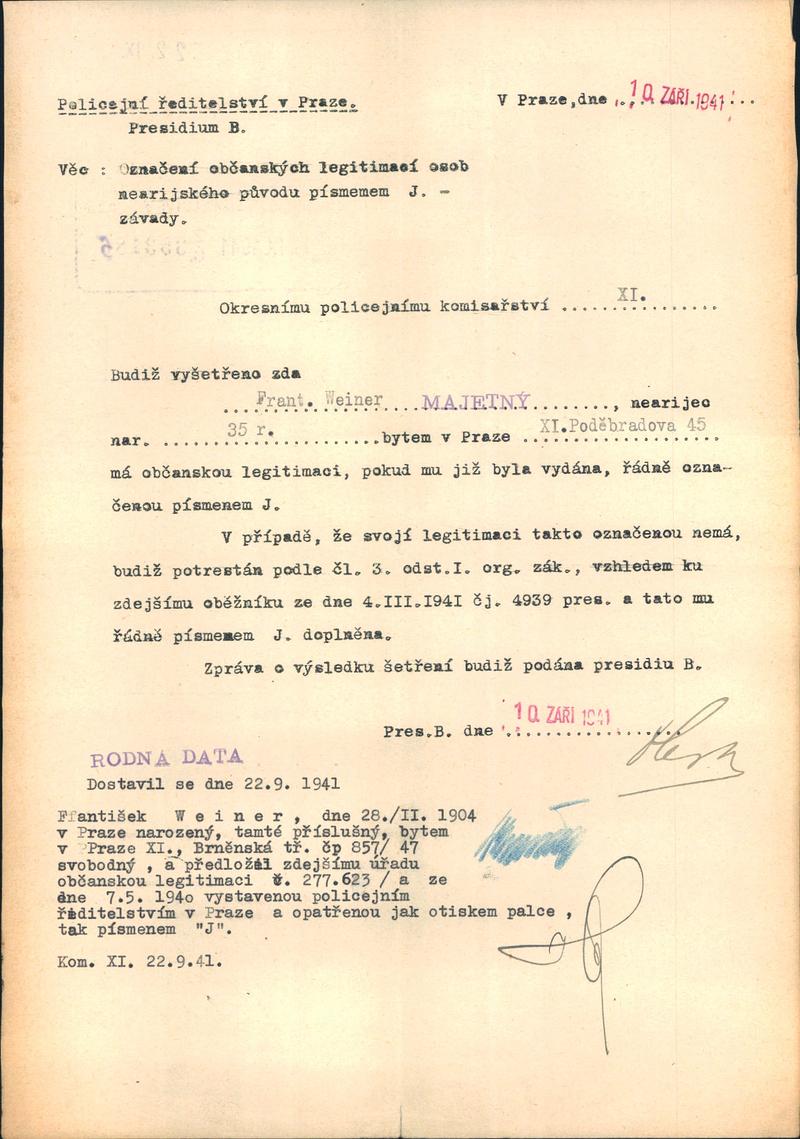 Policejní ředitelství v Praze.
V Praze,dne 10. ZÁŘÍ 1941
Presidium B.
Věc : Označení občanských legitimací osob
nearijského původu písmemem J. -
závady.
Okresnímu policejnímu komisařství ....XI.....
Budiž vyšetřeno zda
Frant. Weiner MAJETNÝ ........, nearijec
nar. 35 r. ..........bytem v Praze XI.Poděbradova 45
má občanskou legitimaci, pokud mu již byla vydána, řádně ozna-
čenou písmenem J.
V případě, že svojí legitimaci takto označenou nemá,
budiž potrestán podle čl. 3. odst.I. org. zák., vzhledem ku
zdejšímu oběžníku ze dne 4.III.1941 čj. 4939 pres. a tato mu
řádně písmenem J. doplněna.
Zpráva o výsledku šetření budiž podána presidiu B.
Pres.B. dne 10. ZÁŘÍ 1941
RODNÁ DATA
Dostavil se dne 22.9. 1941
František W e i n e r , dne 28./II. 1904
v Praze narozený, tamté příslušný, bytem
v Praze XI., Brněnská tř. čp 857/ 47
svobodný , a předložil zdejšímu úřadu
občanskou legitimaci č. 277.623 / a ze
dne 7.5. 1940 vystavenou policejním
ředitelstvím v Praze a opatřenou jak otiskem palce ,
tak písmenem "J".
Kom. XI. 22.9.41.